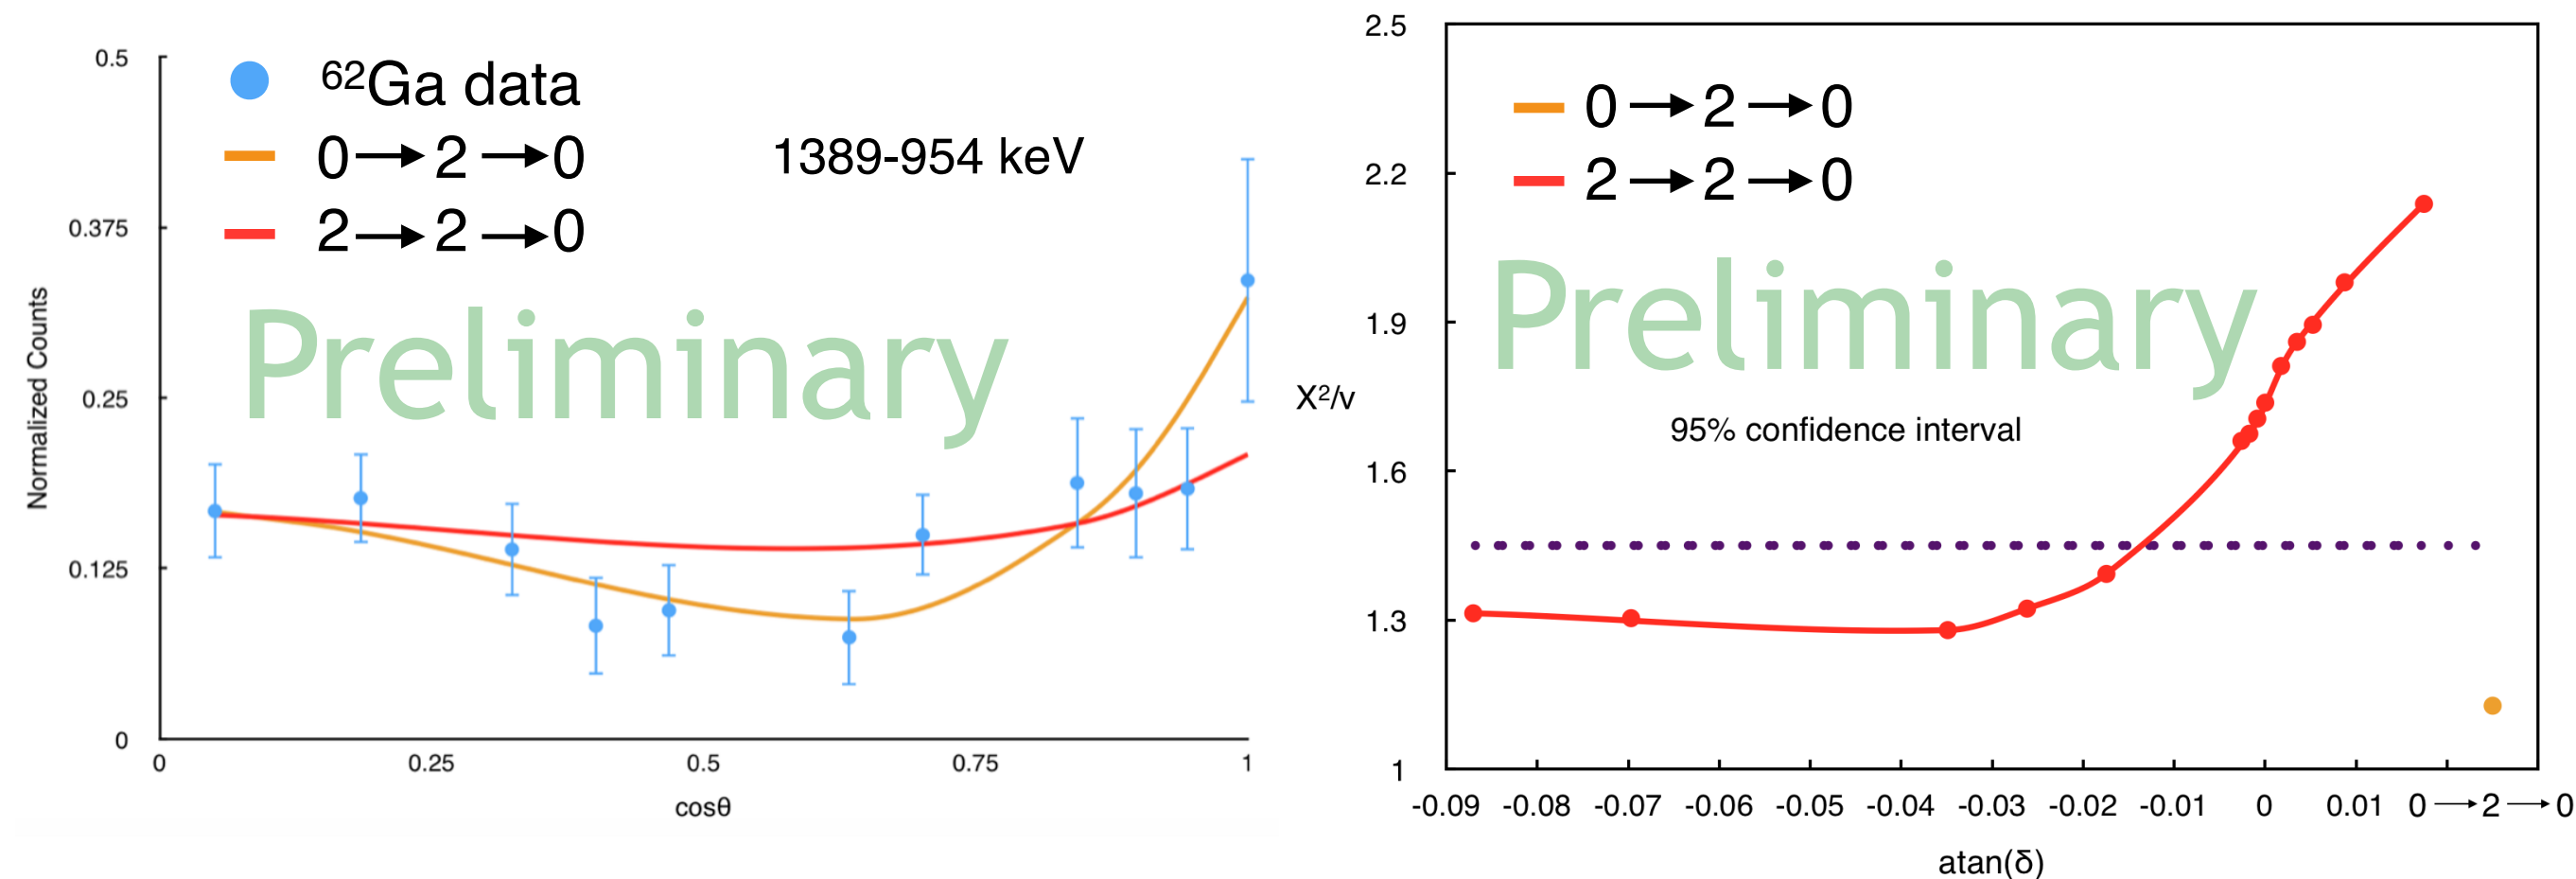 0.5
0.375
0.25
0.125
0
Normalized Counts
⁶²Ga data
0→2→0
2→2→0
1389-954 keV
Preliminary
0 0.25 0.5 0.75 1
cosθ
2.5
2.2
1.9
1.6
1.3
1
X²/v
0→2→0
2→2→0
Preliminary
95% confidence interval
-0.09 -0.08 -0.07 -0.06 -0.05 -0.04 -0.03 -0.02 -0.01 0 0.01 0→2→0
atan(δ)